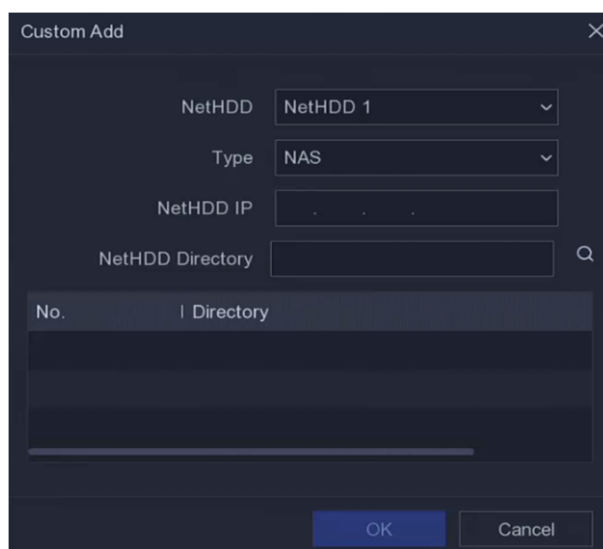 Custom Add
NetHDD NetHDD 1
Type NAS
NetHDD IP . . .
NetHDD Directory
No. Directory
OK Cancel